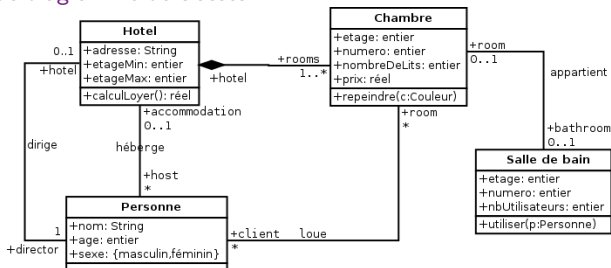 Hotel
+adresse: String
+etageMin: entier
+etageMax: entier
+calculLoyer(): réel
Chambre
+etage: entier
+numero: entier
+nombreDeLits: entier
+prix: réel
+repeindre(c:Couleur)
0..1
+hotel
+hotel
+rooms
1..*
+room
0..1
appartient
+bathroom
0..1
+accommodation
0..1
+room
*
dirige
héberge
+host
*
Salle de bain
+etage: entier
+numero: entier
+nbUtilisateurs: entier
+utiliser(p:Personne)
Personne
+nom: String
+age: entier
+sexe: {masculin,féminin}
1
+director
+client loue
*